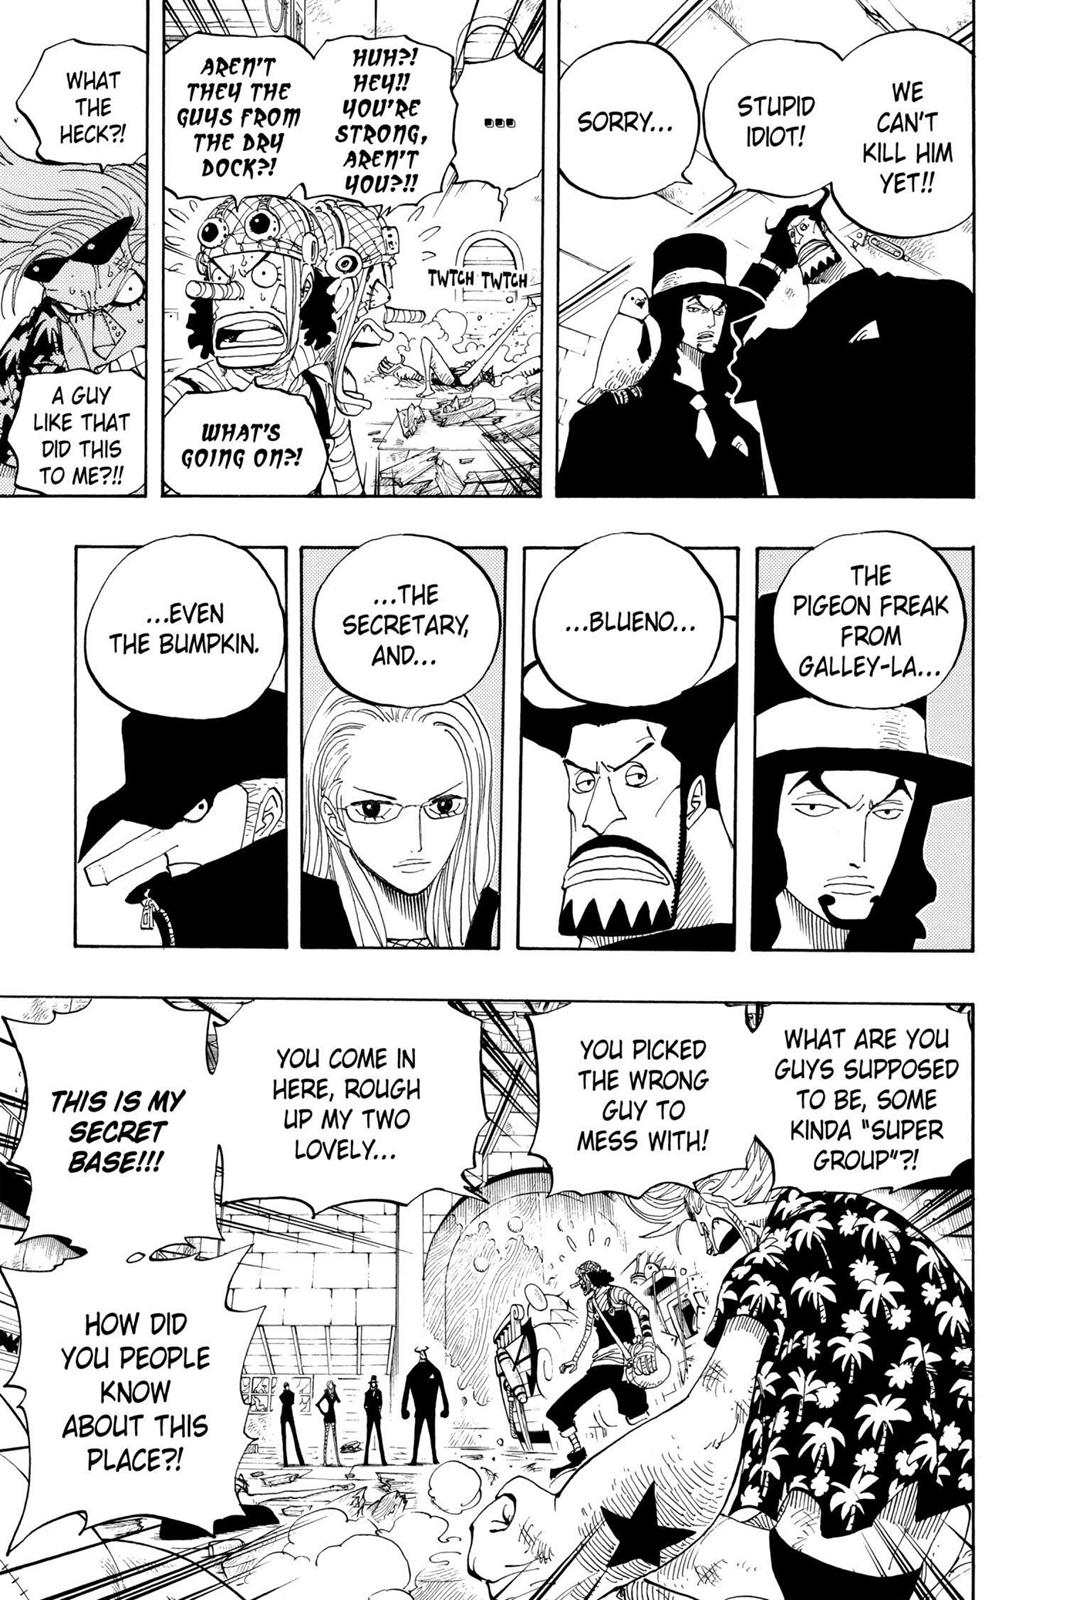 WE
CAN'T
KILL HIM
YET!!
STUPID
IDIOT!
SORRY...
...
HUH?!
HEY!!
YOU'RE
STRONG,
AREN'T
YOU?!!
AREN'T
THEY THE
GUYS FROM
THE DRY
DOCK?!
TWTCH TWTCH
WHAT'S
GOING ON?!
WHAT
THE
HECK?!
A GUY
LIKE THAT
DID THIS
TO ME?!!
THE
PIGEON FREAK
FROM
GALLEY-LA...
...BLUENO...
...THE
SECRETARY,
AND...
...EVEN
THE BUMPKIN.
WHAT ARE YOU
GUYS SUPPOSED
TO BE, SOME
KINDA "SUPER
GROUP"?!
YOU PICKED
THE WRONG
GUY TO
MESS WITH!
YOU COME IN
HERE, ROUGH
UP MY TWO
LOVELY...
THIS IS MY
SECRET
BASE!!!
HOW DID
YOU PEOPLE
KNOW
ABOUT THIS
PLACE?!